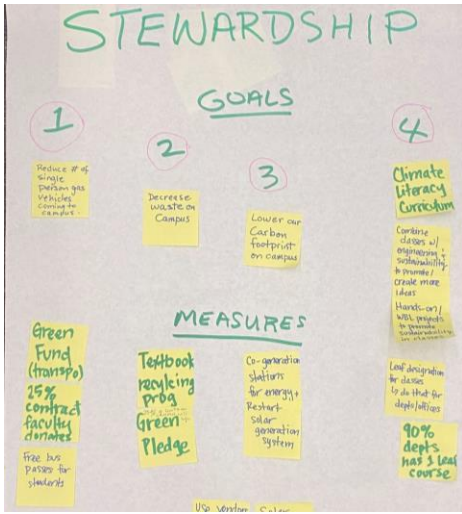 STEWARDSHIP
GOALS
1
Reduce # of
single
person gas
vehicles
coming to
campus
2
Decrease
waste on
Campus
3
Lower our
Carbon
footprint
on campus
4
Climate
Literacy
Curriculum
Combine
classes w/
engineering +
sustainability
to promote/
create more
ideas
Hands-on/
WBL projects
to promote
sustainability
MEASURES
Green
Fund
(transpo)
25%
contract
faculty
donates
Free bus
passes for
students
Textbook
recyking
prog
Green
Pledge
Co-generation
stations
for energy +
Restart
solar
generation
system
Leaf designation
for classes
to do that for
depts/offices
90%
depts
has 1 leaf
course
Use vendors